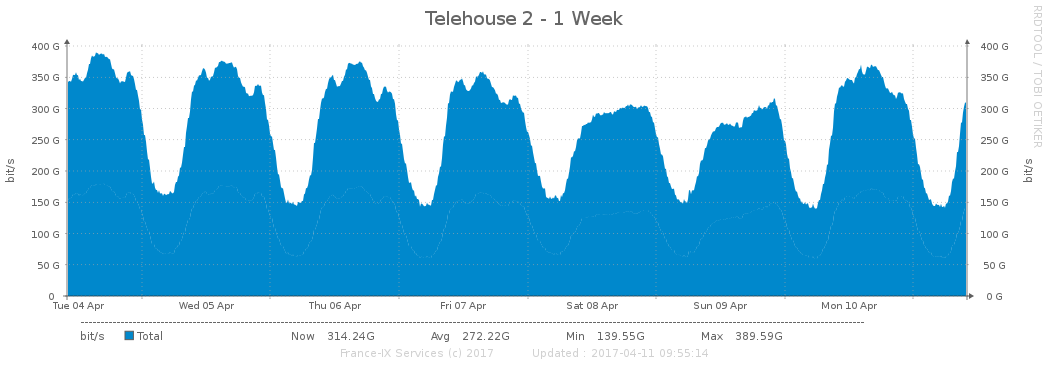 Telehouse 2 - 1 Week
RRDTOOL / TOBI OETIKER
bit/s
400 G 400 G
350 G 350 G
300 G 300 G
250 G 250 G
200 G 200 G
150 G 150 G
100 G 100 G
50 G 50 G
0 0 G
bit/s
Tue 04 Apr Wed 05 Apr Thu 06 Apr Fri 07 Apr Sat 08 Apr Sun 09 Apr Mon 10 Apr
bit/s Total Now 314.24G Avg 272.22G Min 139.55G Max 389.59G
France-IX Services (c) 2017 Updated : 2017-04-11 09:55:14